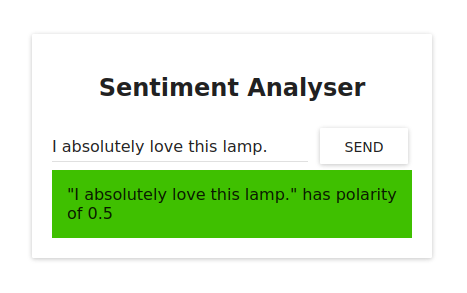 Sentiment Analyser
I absolutely love this lamp.
SEND
"I absolutely love this lamp." has polarity
of 0.5